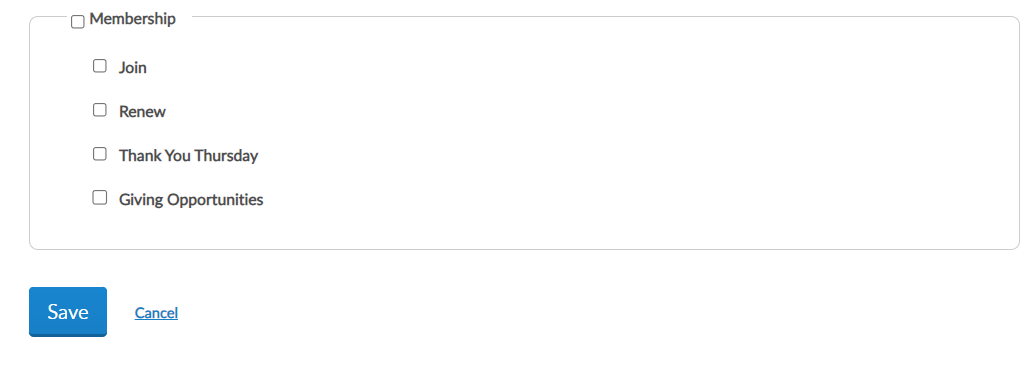 Membership
Join
Renew
Thank You Thursday
Giving Opportunities
Save Cancel